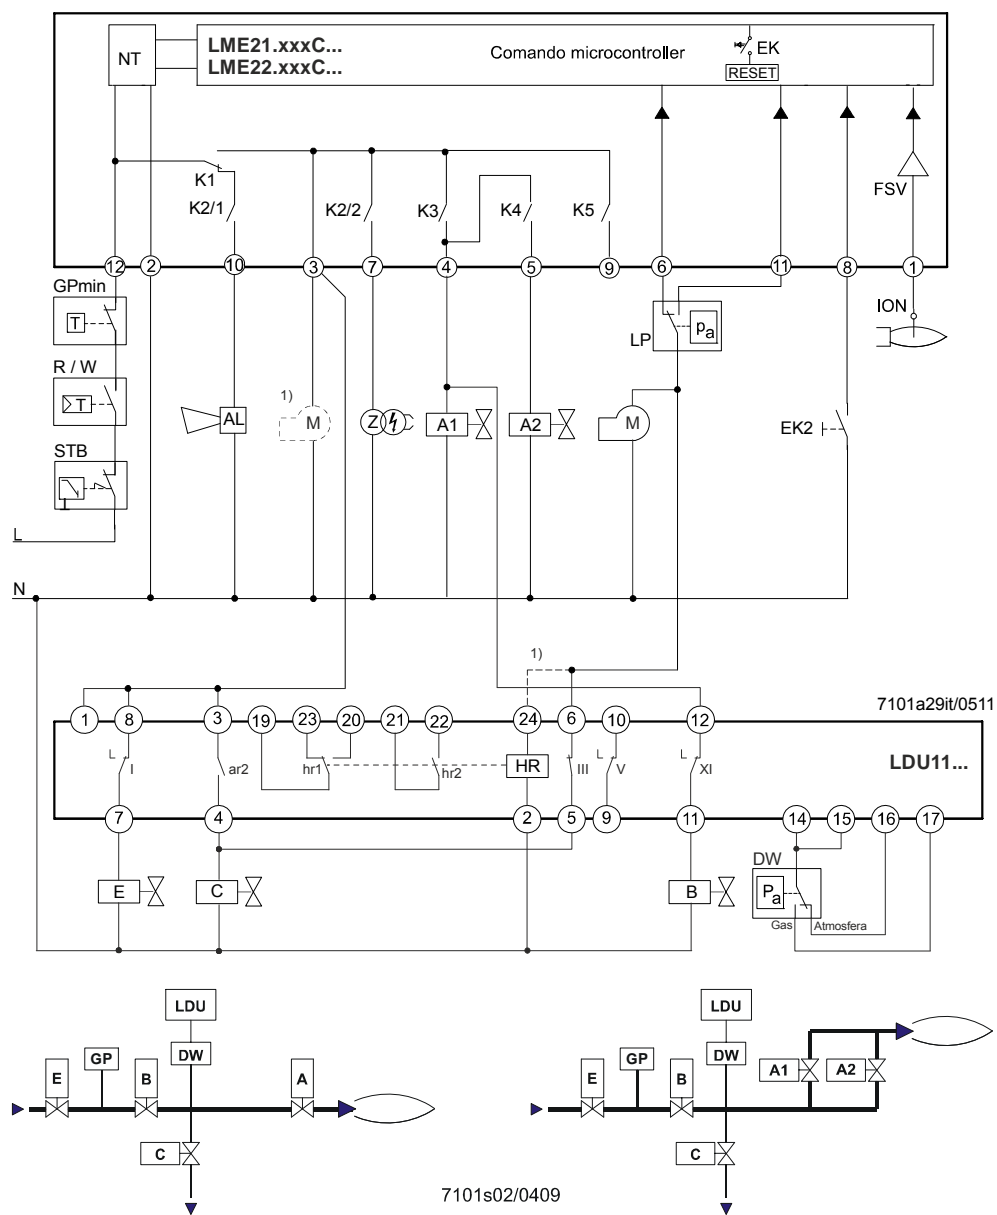 NT
LME21.xxxC...
LME22.xxxC...
Comando microcontroller
EK
RESET
FSV
K1
K2/1
K2/2
K3
K4
K5
12
2
10
3
7
4
5
9
6
11
8
1
GPmin
T
ION
LP
pa
R / W
T
1)
AL
M
Z
A1
A2
M
EK2
STB
L
N
1)
7101a29it/0511
1
8
3
19
23
20
21
22
24
6
10
12
L
I
ar2
hr1
hr2
HR
III
L
V
L
XI
LDU11...
7
4
2
5
9
11
14
15
16
17
DW
E
C
B
Pa
Gas
Atmosfera
LDU
LDU
GP
DW
GP
DW
E
B
A
E
B
A1
A2
C
C
7101s02/0409